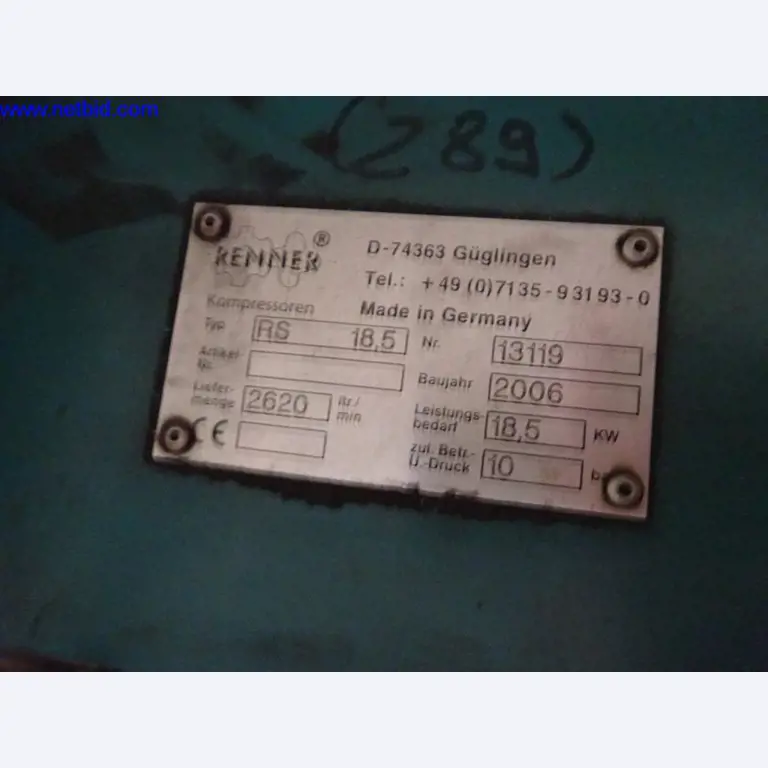 www.netbid.com
(289)
RENNER®
D-74363 Güglingen
Tel.: +49 (0)7135-93193-0
Kompressoren
Made in Germany
Typ RS 18,5
Nr. 13119
Artikel Nr.
Baujahr 2006
Liefer-
menge 2620 ltr/
min
Leistungs-
bedarf 18,5 KW
CE
zul. Betr.-
Ü.-Druck 10